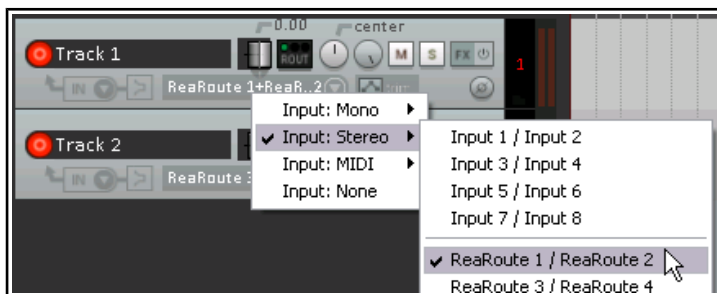 0.00 center
Track 1 ROUT M S FX 1
IN ReaRoute 1+ReaR..2
Input: Mono
Track 2 Input: Stereo Input 1 / Input 2
Input: MIDI Input 3 / Input 4
IN ReaRoute Input: None Input 5 / Input 6
Input 7 / Input 8
ReaRoute 1 / ReaRoute 2
ReaRoute 3 / ReaRoute 4